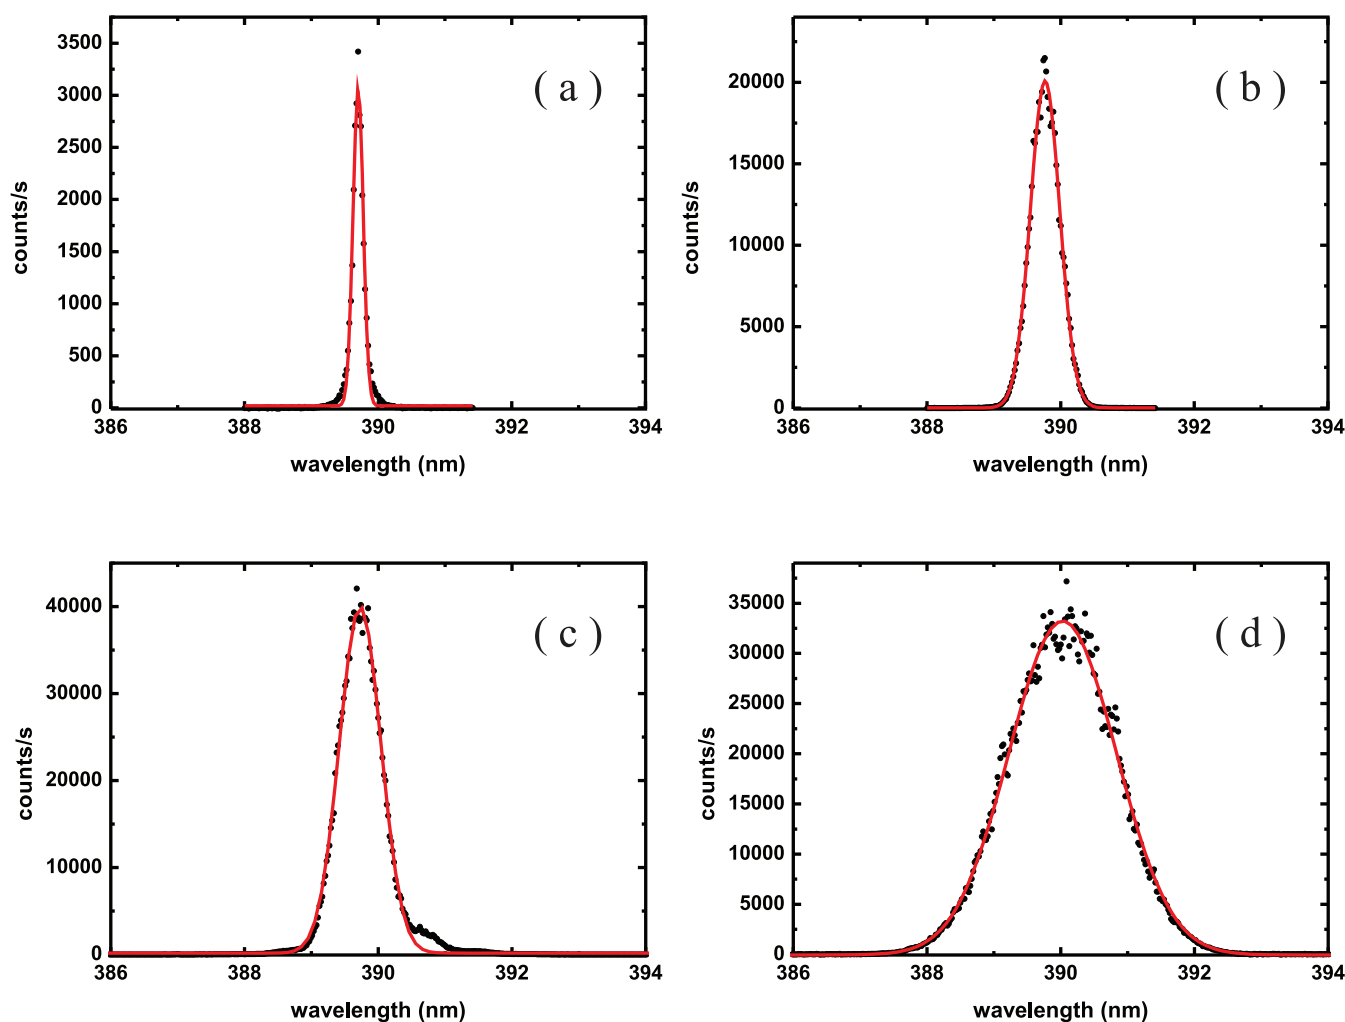 3500
3000
2500
2000
1500
1000
500
0
counts/s
( a )
386 388 390 392 394
wavelength (nm)
20000
15000
10000
5000
0
counts/s
( b )
386 388 390 392 394
wavelength (nm)
40000
30000
20000
10000
0
counts/s
( c )
386 388 390 392 394
wavelength (nm)
35000
30000
25000
20000
15000
10000
5000
0
counts/s
( d )
386 388 390 392 394
wavelength (nm)